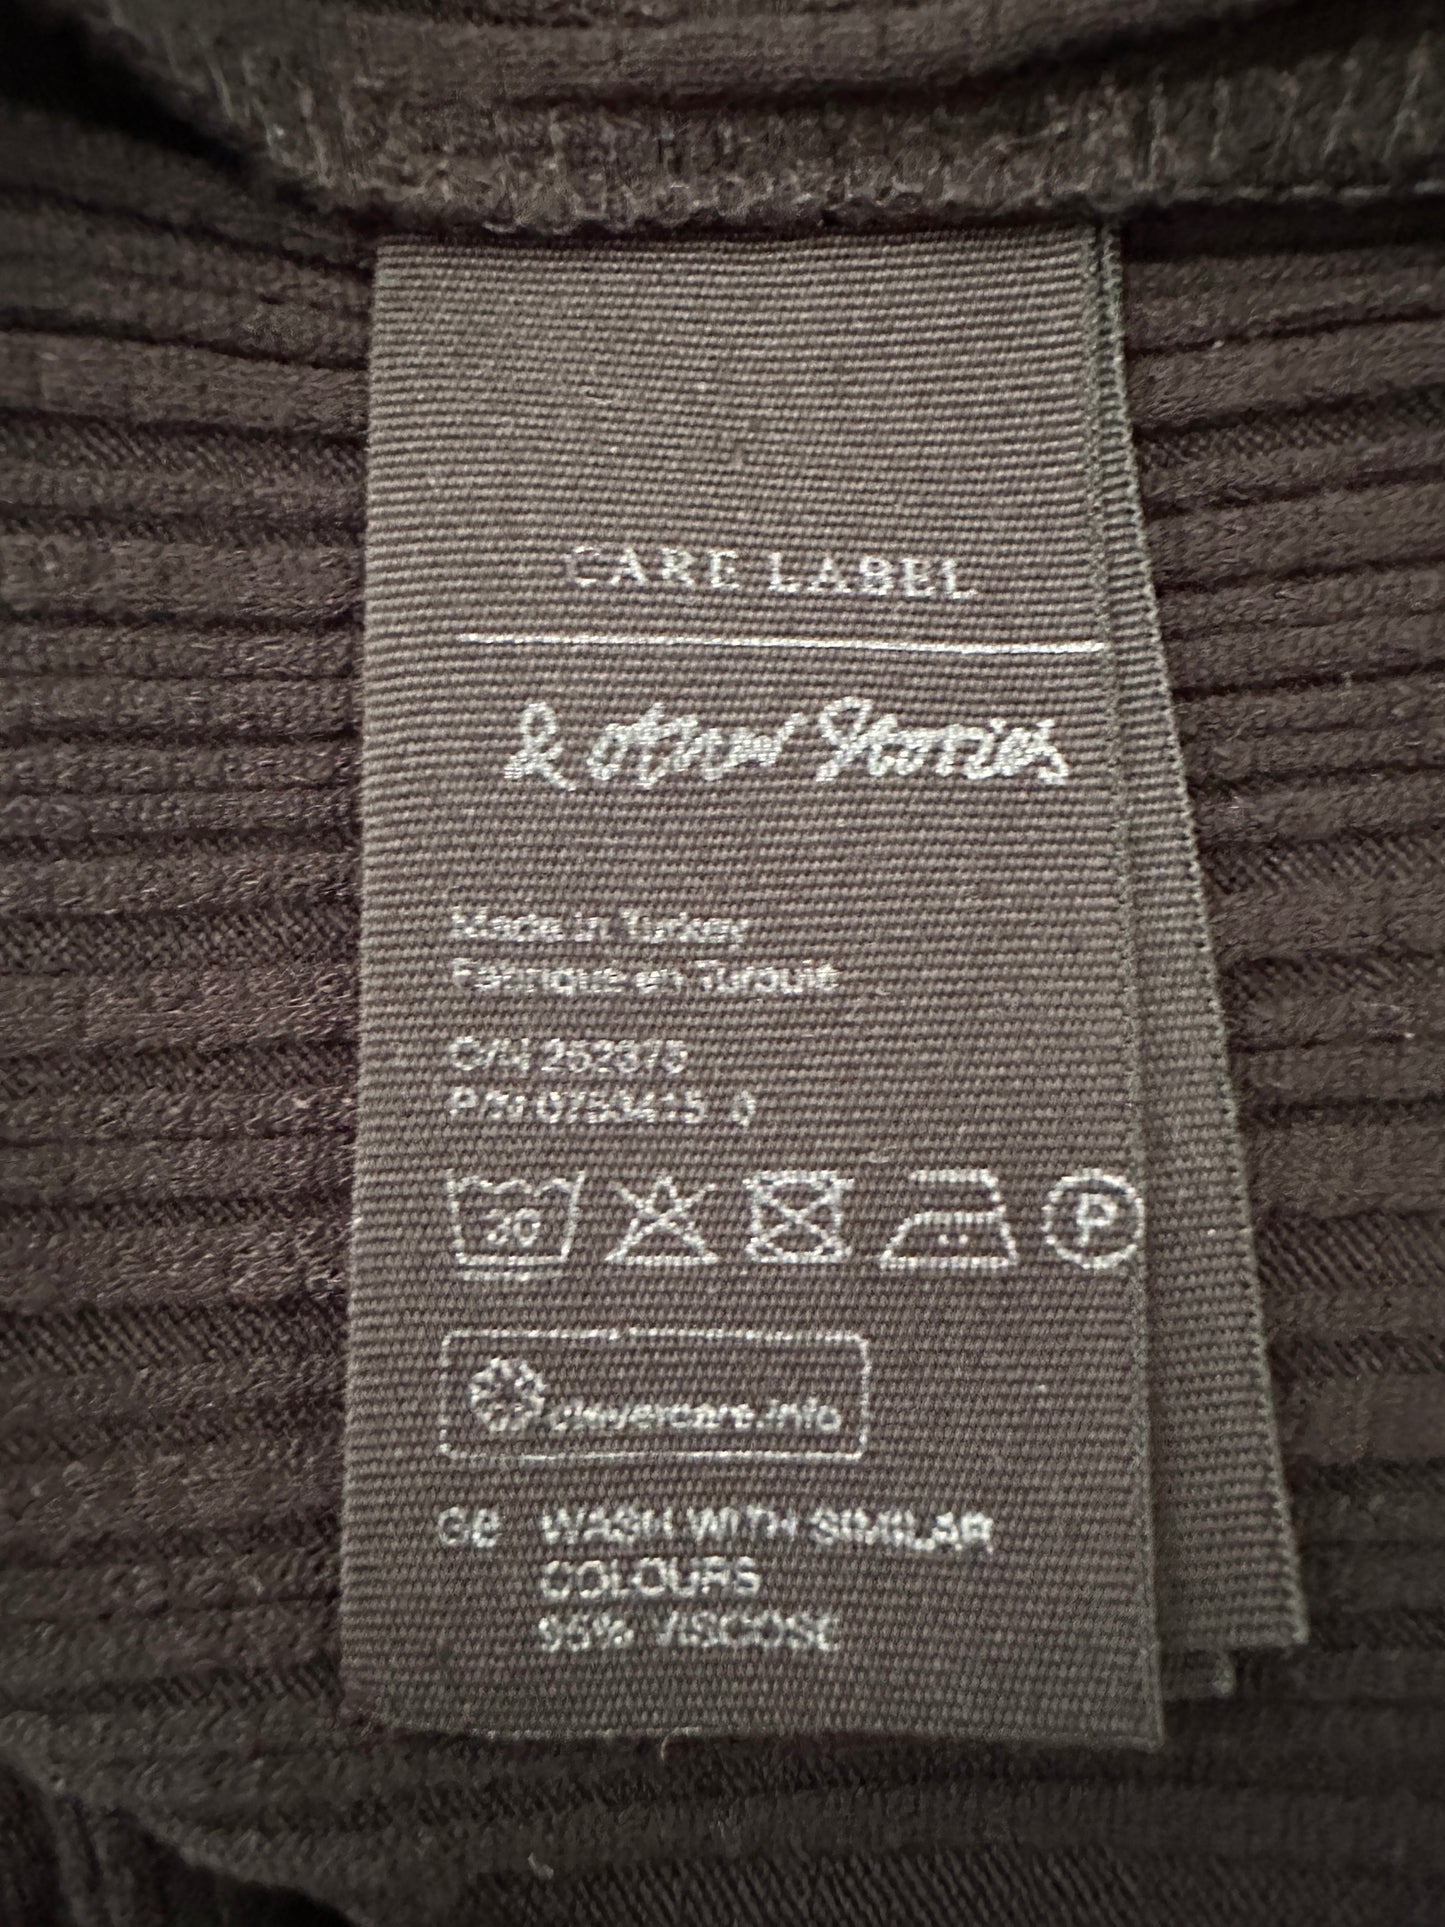 CARE LABEL
& other Stories
Made in Turkey
Fabriqué en Turquie
C/N 252376
P/N 0753415 0
30
P
clevercare.info
GB WASH WITH SIMILAR
COLOURS
95% VISCOSE